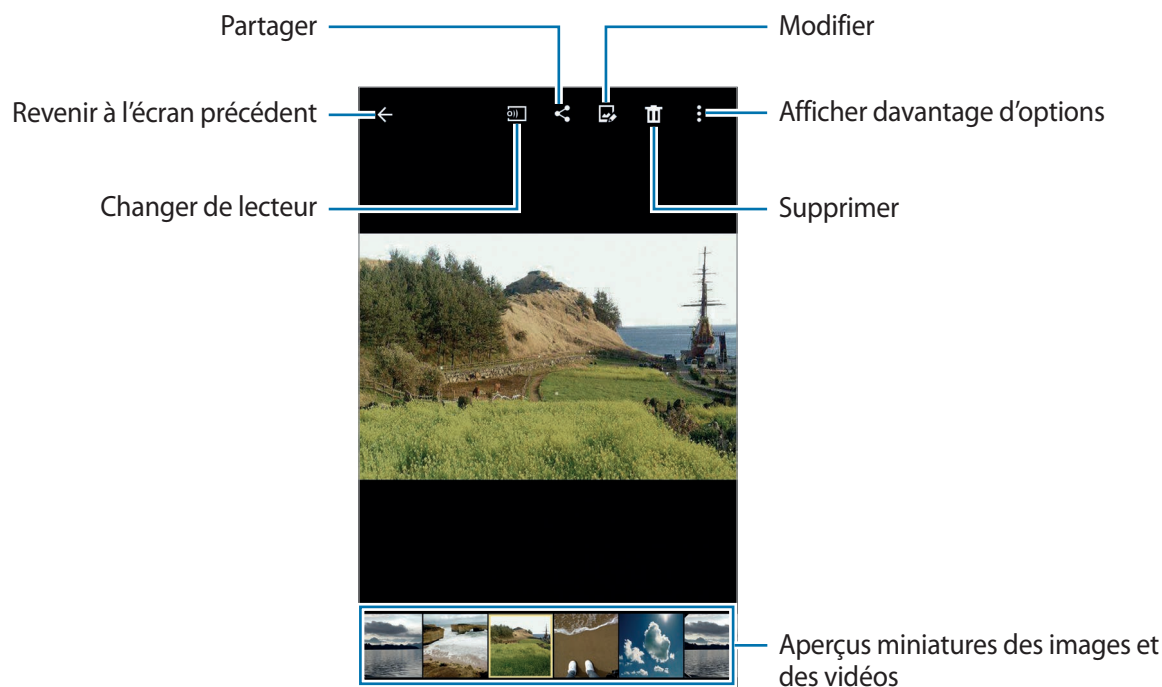 Partager
Modifier
Revenir à l'écran précédent
Afficher davantage d'options
Changer de lecteur
Supprimer
Aperçus miniatures des images et
des vidéos